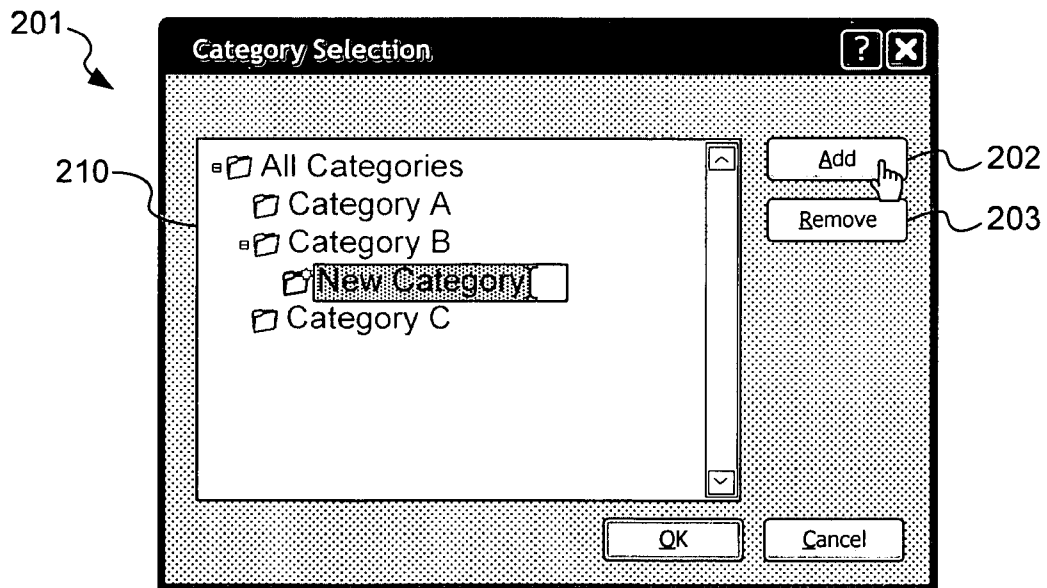 201
Category Selection
?
X
210
All Categories
Category A
Category B
New Category
Category C
Add
202
Remove
203
OK
Cancel